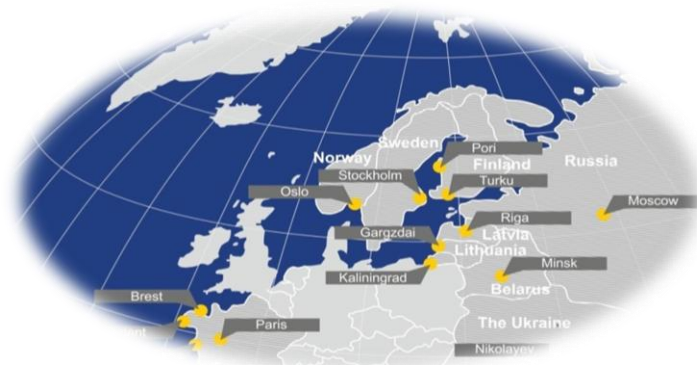 Pori
Sweden
Norway
Finland
Russia
Stockholm
Turku
Oslo
Moscow
Riga
Gargzdai
Latvia
Lithuania
Kaliningrad
Minsk
Belarus
Brest
The Ukraine
Paris
Nikolayev